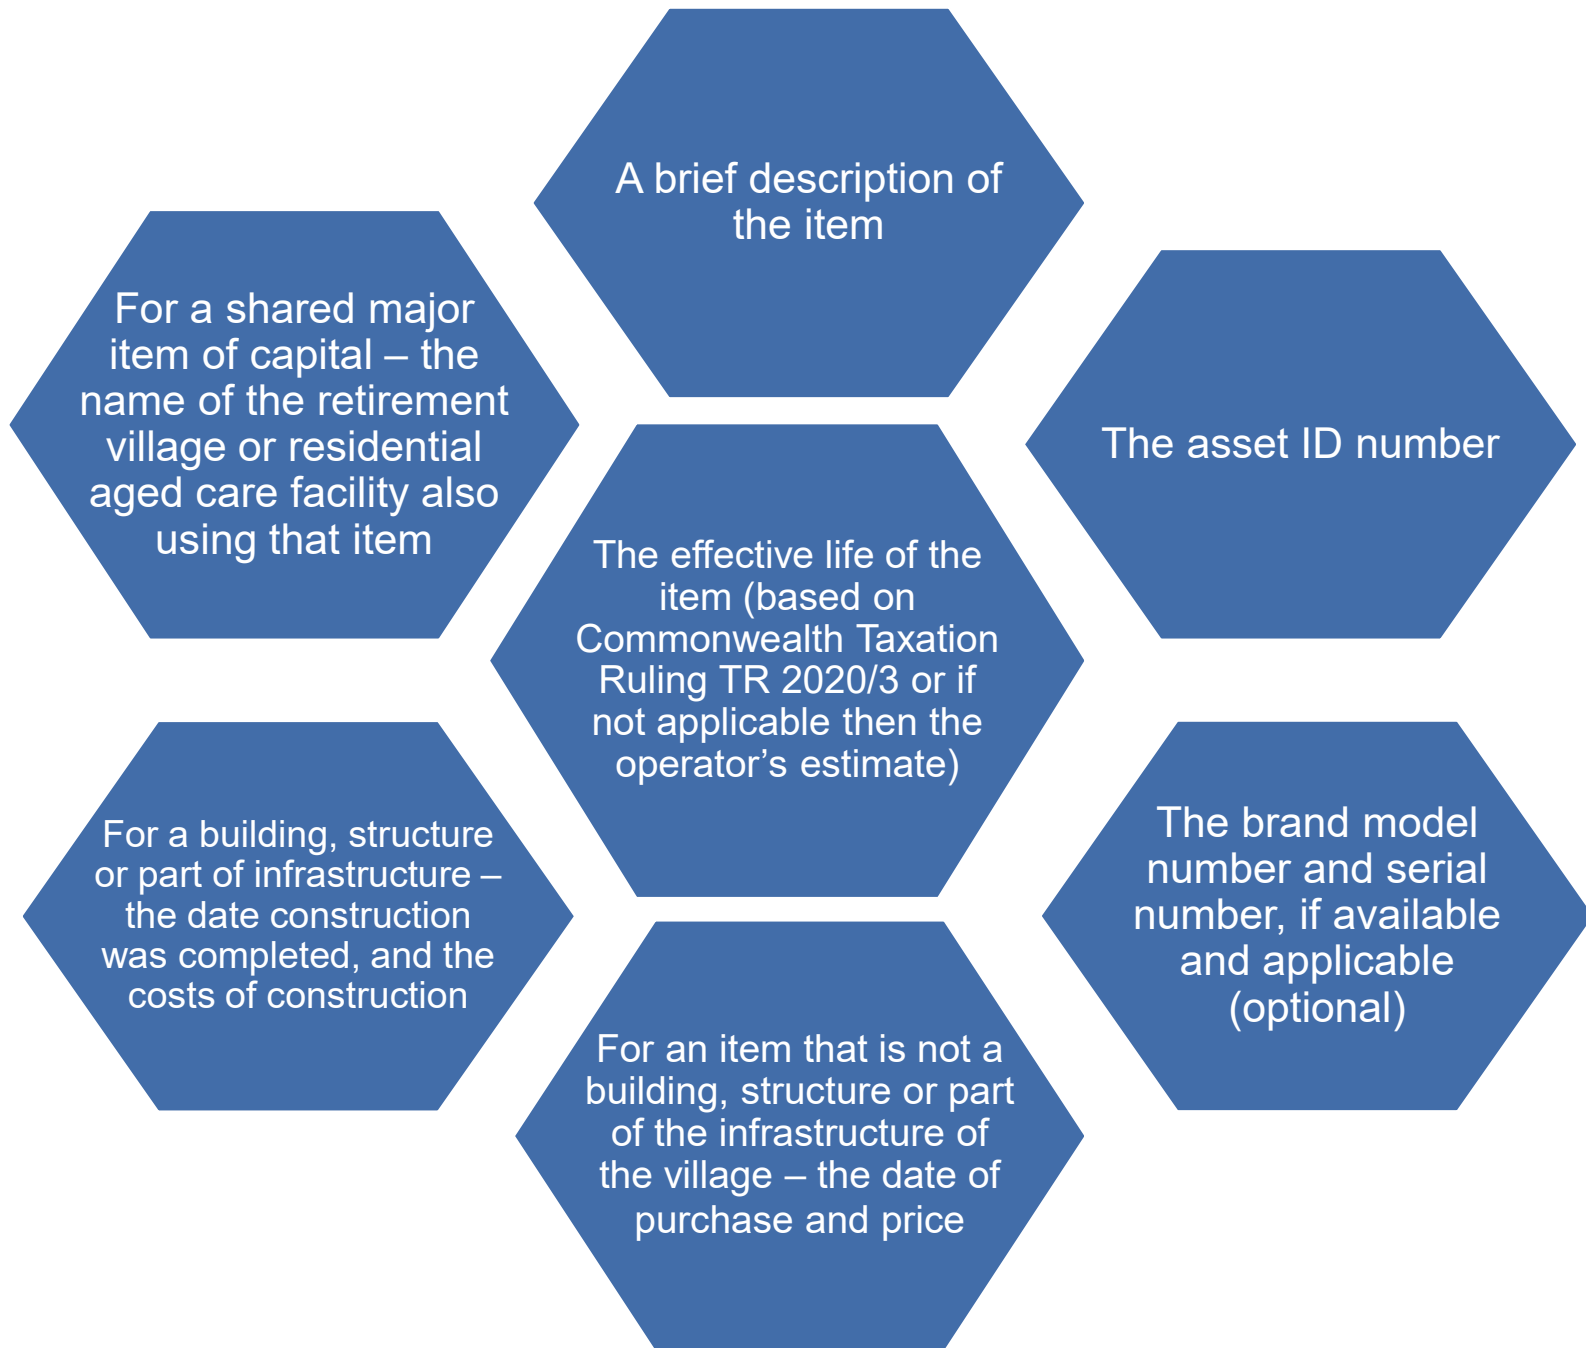 A brief description of
the item
For a shared major
item of capital – the
name of the retirement
village or residential
aged care facility also
using that item
The asset ID number
The effective life of the
item (based on
Commonwealth Taxation
Ruling TR 2020/3 or if
not applicable then the
operator’s estimate)
For a building, structure
or part of infrastructure –
the date construction
was completed, and the
costs of construction
The brand model
number and serial
number, if available
and applicable
(optional)
For an item that is not a
building, structure or part
of the infrastructure of
the village – the date of
purchase and price